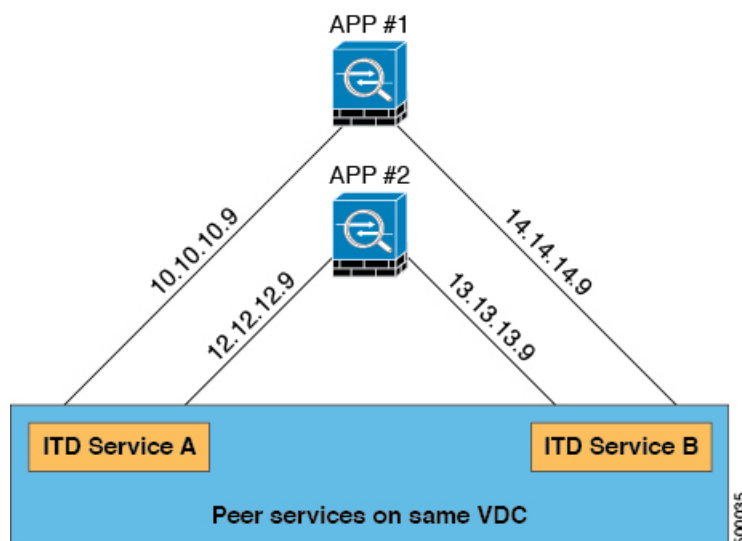 APP #1
APP #2
10.10.10.9
12.12.12.9
13.13.13.9
14.14.14.9
ITD Service A
ITD Service B
Peer services on same VDC
500035